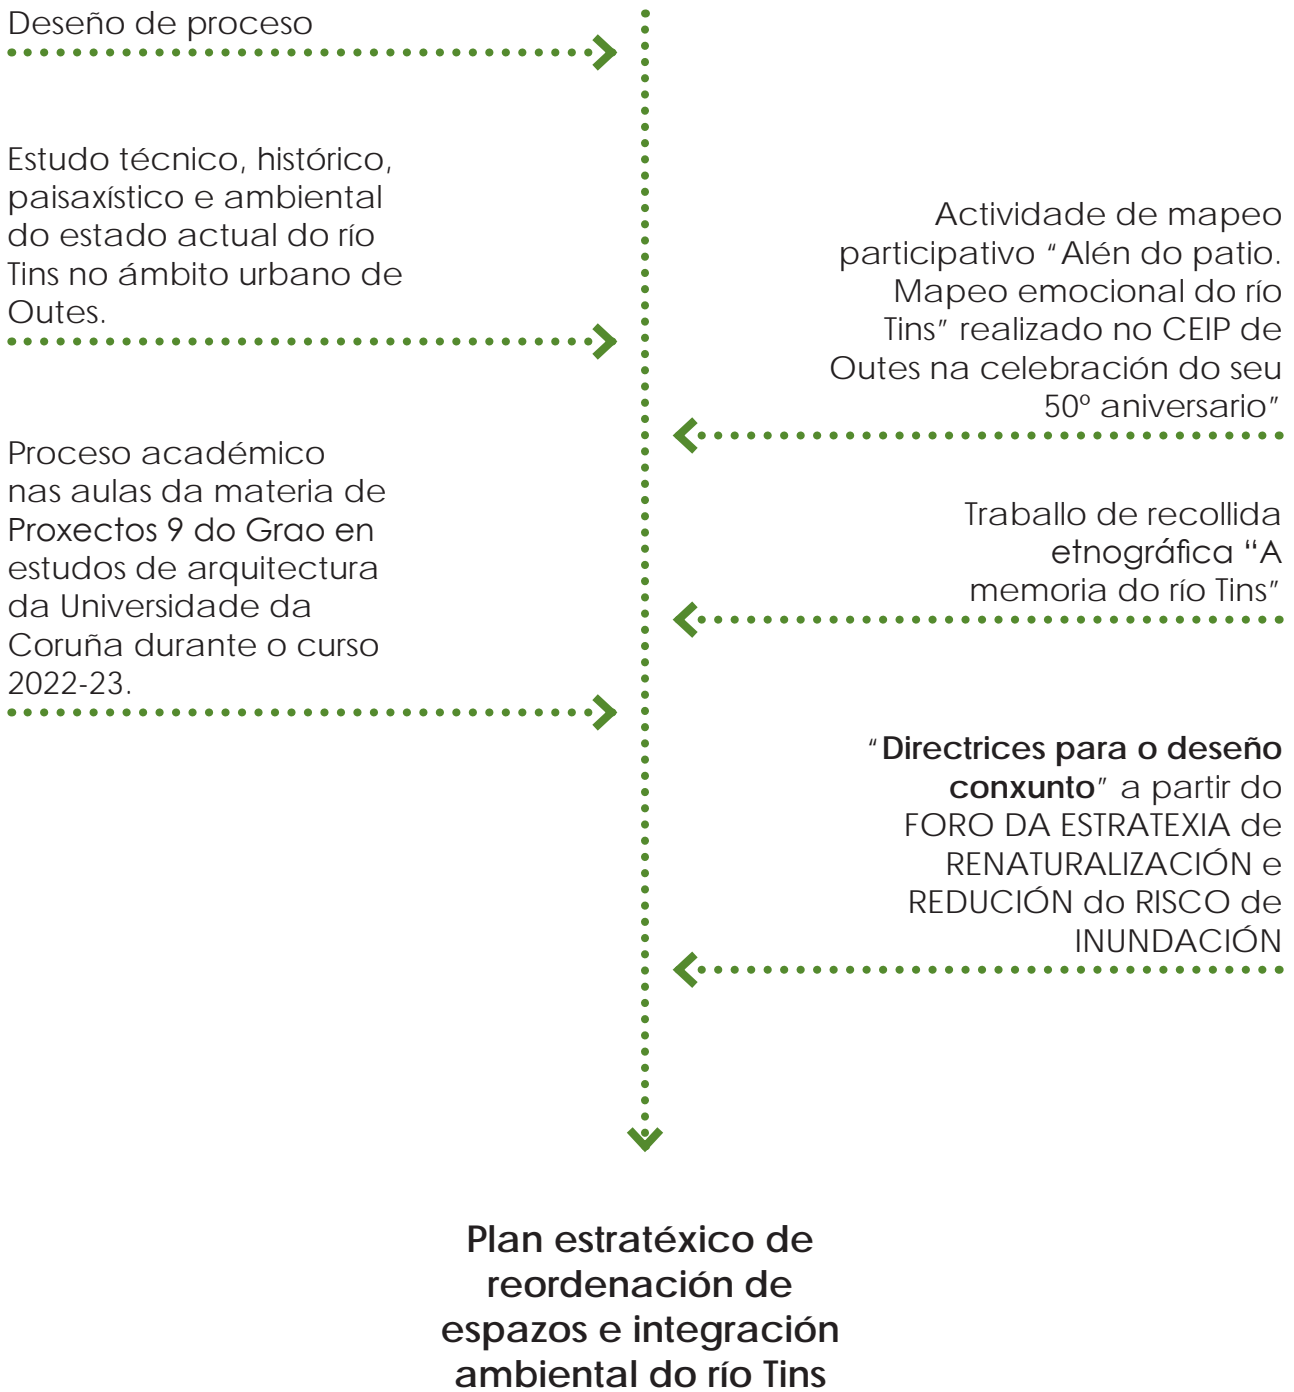 Deseño de proceso
Estudo técnico, histórico,
paisaxístico e ambiental
do estado actual do río
Tins no ámbito urbano de
Outes.
Actividade de mapeo
participativo "Alén do patio.
Mapeo emocional do río
Tins" realizado no CEIP de
Outes na celebración do seu
50º aniversario"
Proceso académico
nas aulas da materia de
Proxectos 9 do Grao en
estudos de arquitectura
da Universidade da
Coruña durante o curso
2022-23.
Traballo de recollida
etnográfica “A
memoria do río Tins"
"Directrices para o deseño
conxunto" a partir do
FORO DA ESTRATEXIA de
RENATURALIZACIÓN e
REDUCIÓN do RISCO de
INUNDACIÓN
Plan estratéxico de
reordenación de
espazos e integración
ambiental do río Tins